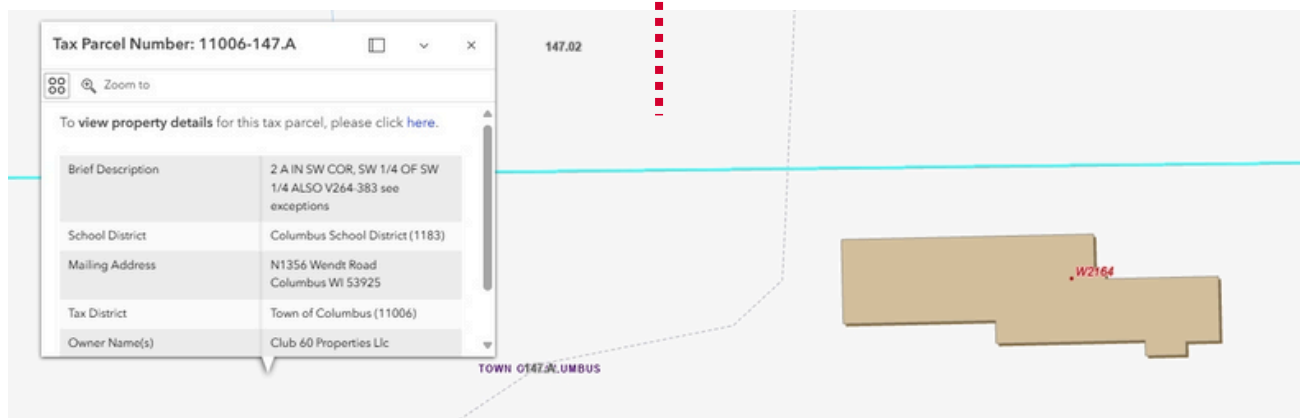 Tax Parcel Number: 11006-147.A
Zoom to
To view property details for this tax parcel, please click here.
Brief Description
2 A IN SW COR, SW 1/4 OF SW
1/4 ALSO V264-383 see
exceptions
School District
Columbus School District (1183)
Mailing Address
N1356 Wendt Road
Columbus WI 53925
Tax District
Town of Columbus (11006)
Owner Name(s)
Club 60 Properties Llc
147.02
W2164
TOWN 147.A UMBUS